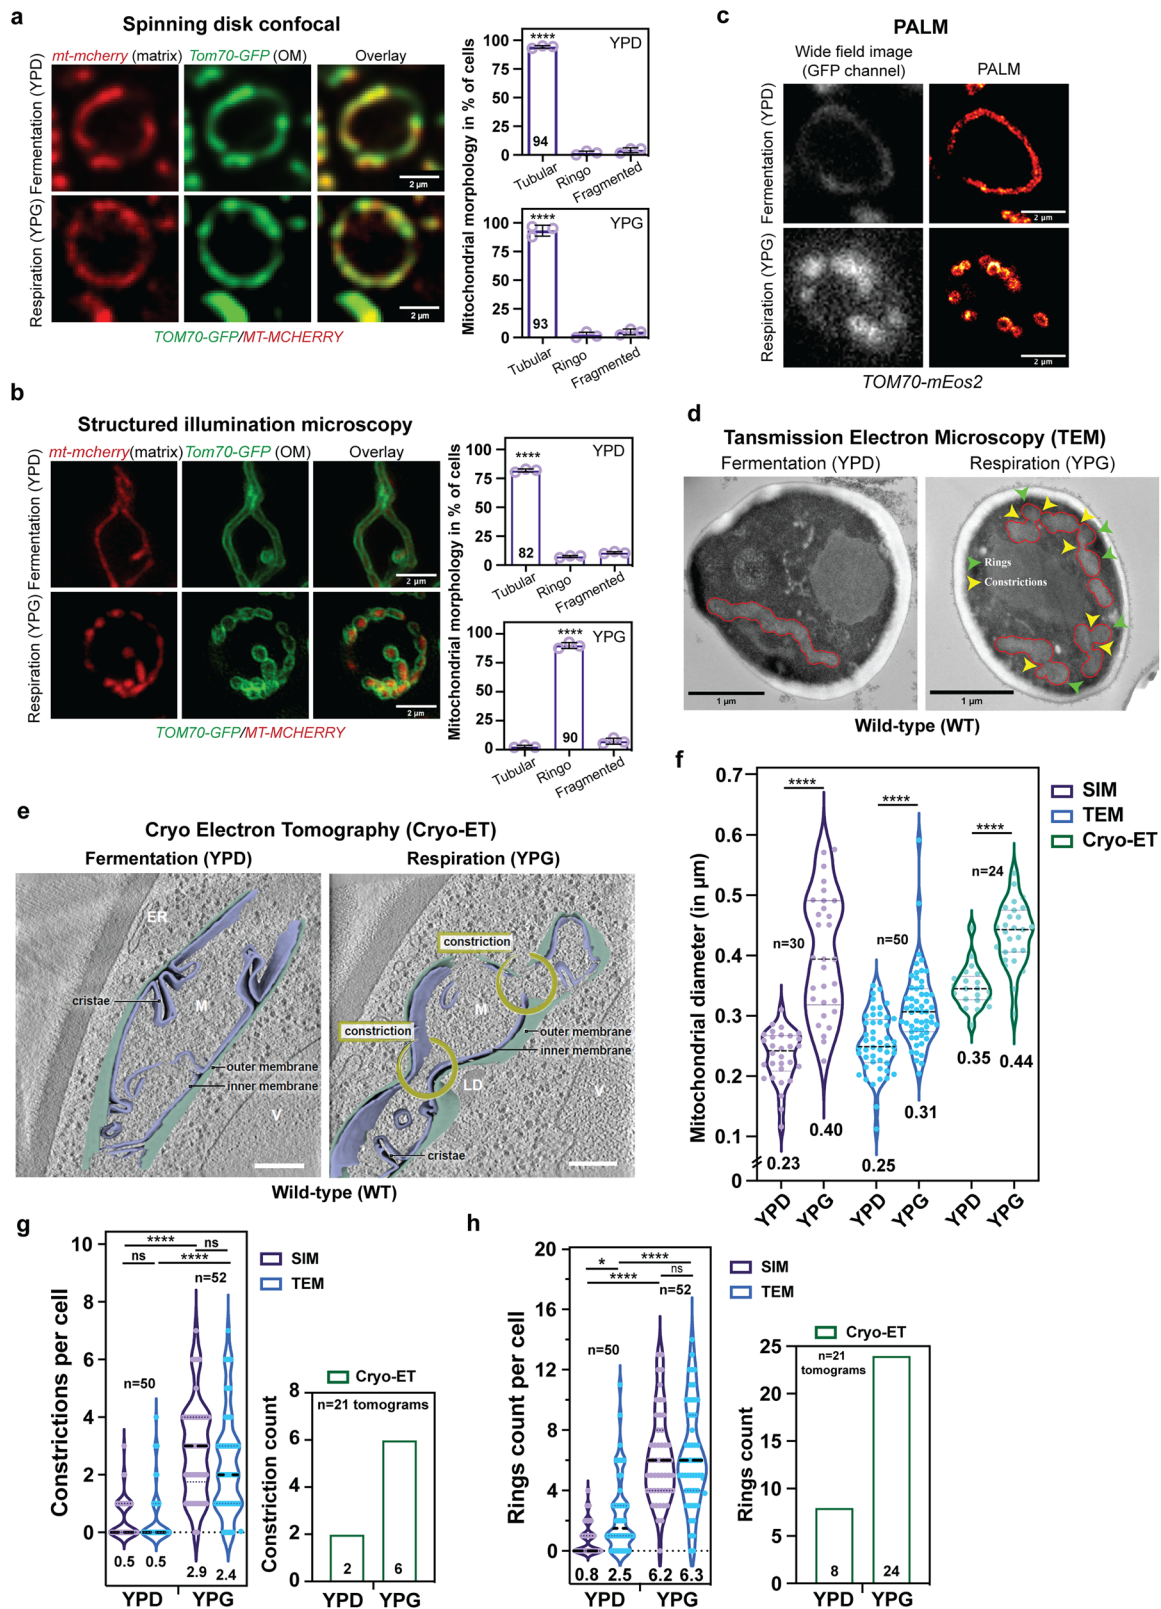 a
Spinning disk confocal
mt-mcherry (matrix) Tom70-GFP (OM) Overlay
Fermentation (YPD)
2 µm
Respiration (YPG)
2 µm
TOM70-GFP/MT-MCHERRY
Mitochondrial morphology in % of cells
100
75
50
25
0
****
YPD
94
Tubular
Ringo
Fragmented
100
75
50
25
0
****
YPG
93
Tubular
Ringo
Fragmented
b
Structured illumination microscopy
mt-mcherry(matrix) Tom70-GFP (OM) Overlay
Fermentation (YPD)
2 µm
Respiration (YPG)
2 µm
TOM70-GFP/MT-MCHERRY
Mitochondrial morphology in % of cells
100
75
50
25
0
****
YPD
82
Tubular
Ringo
Fragmented
100
75
50
25
0
****
YPG
90
Tubular
Ringo
Fragmented
c
PALM
Wide field image
(GFP channel)
PALM
Fermentation (YPD)
2 µm
Respiration (YPG)
2 µm
TOM70-mEos2
d
Tansmission Electron Microscopy (TEM)
Fermentation (YPD)
Respiration (YPG)
Rings
Constrictions
1 µm
1 µm
Wild-type (WT)
e
Cryo Electron Tomography (Cryo-ET)
Fermentation (YPD)
Respiration (YPG)
ER
cristae
M
outer membrane
inner membrane
V
constriction
M
constriction
outer membrane
inner membrane
LD
V
M
cristae
Wild-type (WT)
f
Mitochondrial diameter (in µm)
0.7
0.6
0.5
0.4
0.3
0.2
0.1
0
****
****
****
n=30
n=50
n=24
0.23
0.40
0.25
0.31
0.35
0.44
YPD
YPG
YPD
YPG
YPD
YPG
SIM
TEM
Cryo-ET
g
Constrictions per cell
10
8
6
4
2
0
****
ns
ns
****
n=52
n=50
0.5
0.5
2.9
2.4
YPD
YPG
SIM
TEM
Cryo-ET
Constriction count
8
6
4
2
0
n=21 tomograms
2
6
YPD
YPG
h
Rings count per cell
20
16
12
8
4
0
*
****
****
ns
n=52
n=50
0.8
2.5
6.2
6.3
YPD
YPG
SIM
TEM
Cryo-ET
Rings count
25
20
15
10
5
0
n=21
tomograms
8
24
YPD
YPG